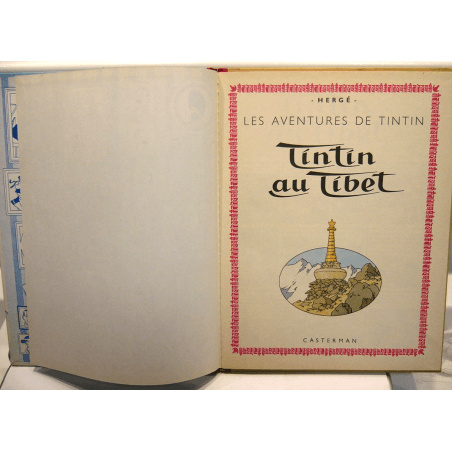 · HERGÉ ·
LES AVENTURES DE TINTIN
Tintin
au Tibet
CASTERMAN